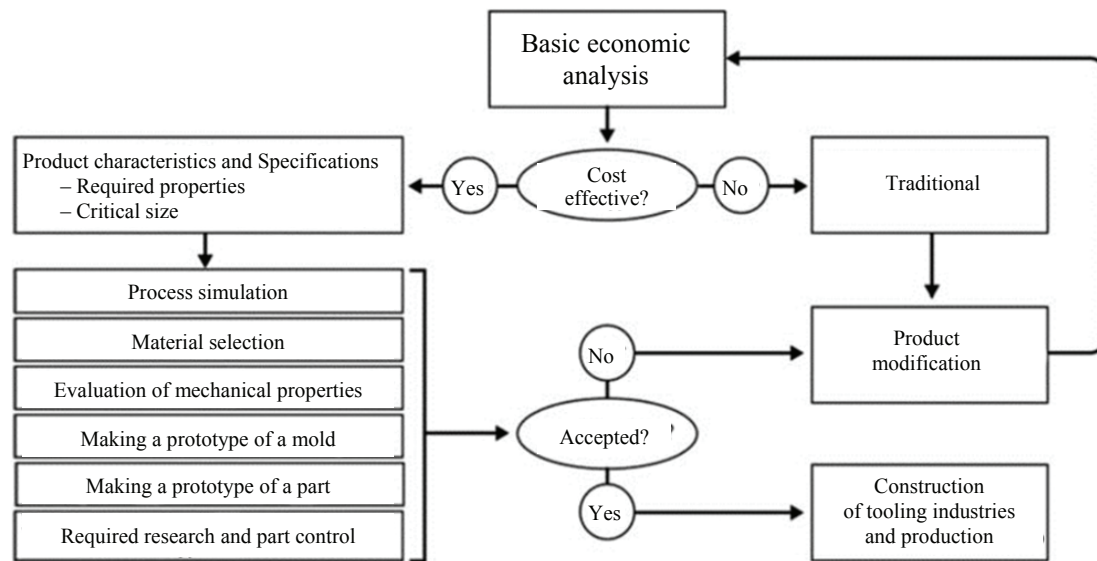 Basic economic
analysis
Product characteristics and Specifications
– Required properties
– Critical size
Yes
Cost
effective?
No
Traditional
Process simulation
Material selection
Evaluation of mechanical properties
Making a prototype of a mold
Making a prototype of a part
Required research and part control
No
Product
modification
Accepted?
?
Yes
Construction
of tooling industries
and production